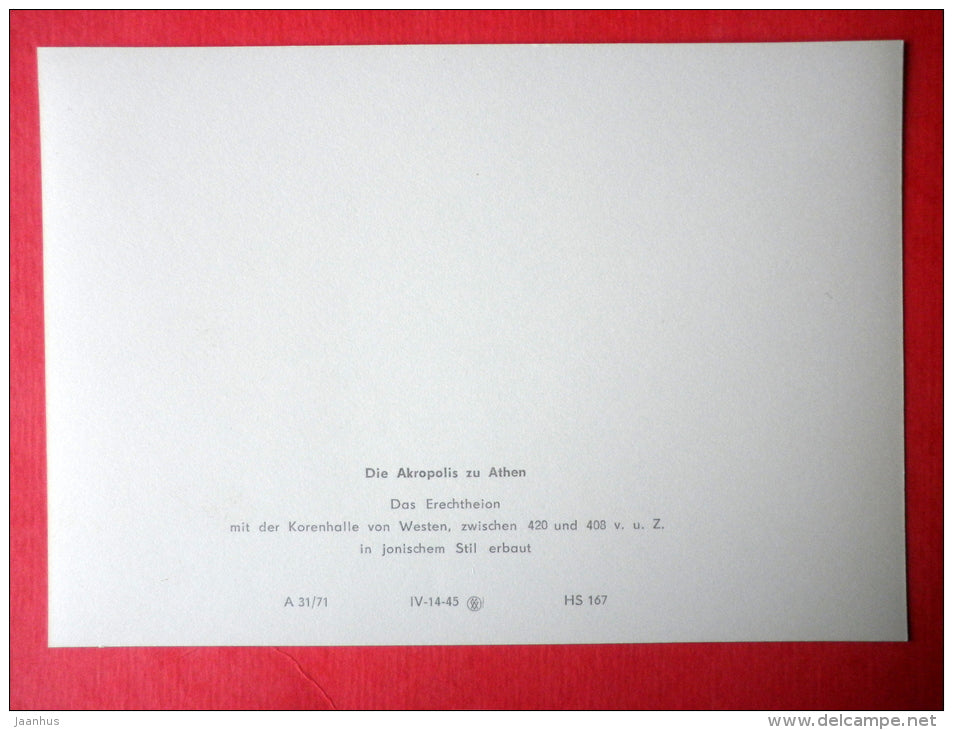 Die Akropolis zu Athen
Das Erechtheion
mit der Korenhalle von Westen, zwischen 420 und 408 v. u. Z.
in jonischem Stil erbaut
A 31/71 IV-14-45 HS 167
Jaanhus www.delcampe.net